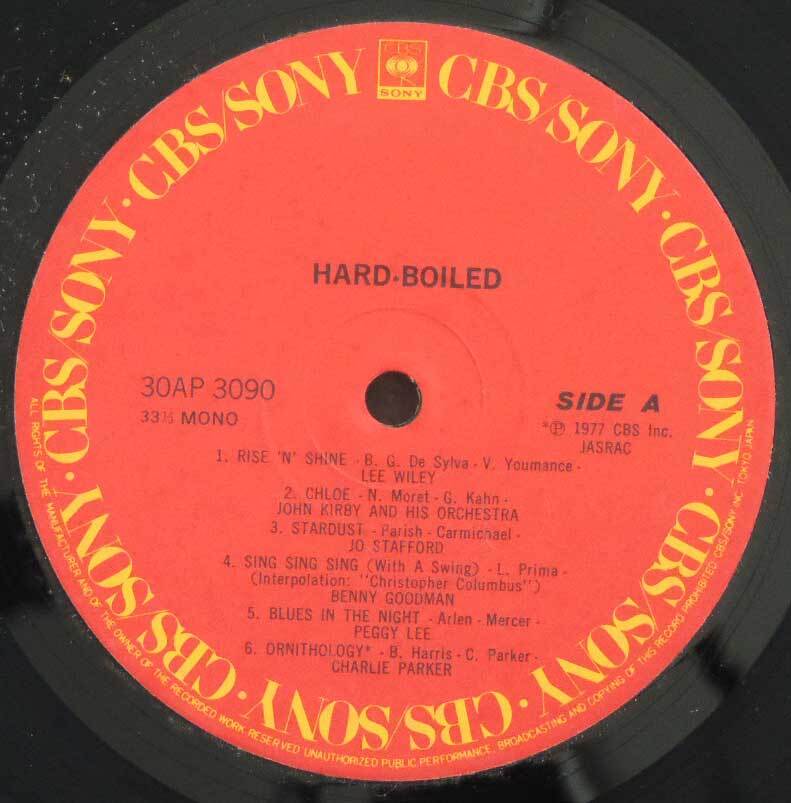 CBS/SONY · CBS/SONY · CBS/SONY · CBS/SONY · CBS/SONY · CBS/SONY · CBS/SONY · CBS/SONY
CBS
SONY
HARD·BOILED
30AP 3090
33⅓ MONO
SIDE A
*Ⓟ 1977 CBS Inc.
JASRAC
1. RISE 'N' SHINE - B. G. De Sylva - V. Youmance -
LEE WILEY
2. CHLOE - N. Moret - G. Kahn -
JOHN KIRBY AND HIS ORCHESTRA
3. STARDUST - Parish - Carmichael -
JO STAFFORD
4. SING SING SING (With A Swing) - L. Prima -
(Interpolation: "Christopher Columbus")
BENNY GOODMAN
5. BLUES IN THE NIGHT - Arlen - Mercer -
PEGGY LEE
6. ORNITHOLOGY* - B. Harris - C. Parker -
CHARLIE PARKER
ALL RIGHTS OF THE MANUFACTURER AND OF THE OWNER OF THE RECORDED WORK RESERVED UNAUTHORIZED PUBLIC PERFORMANCE, BROADCASTING AND COPYING OF THIS RECORD PROHIBITED CBS/SONY INC. TOKYO JAPAN